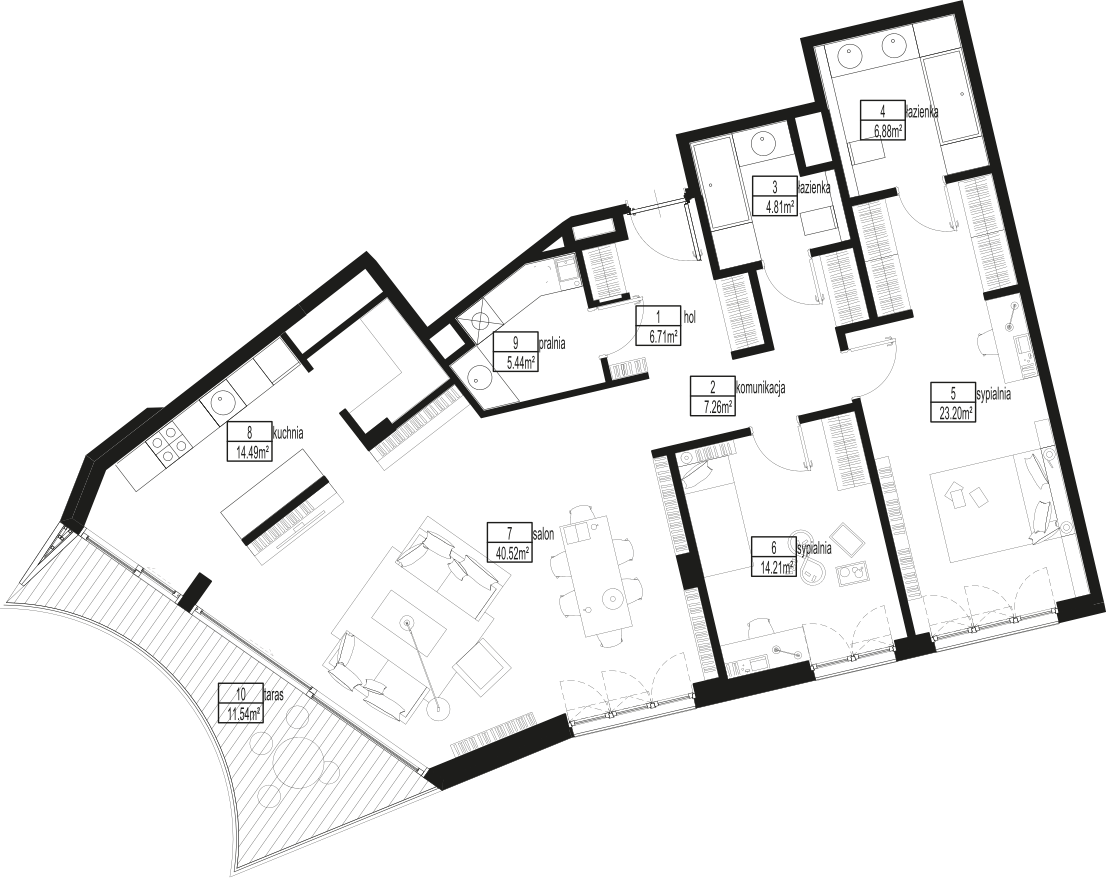 4 łazienka
6.88m²
3 łazienka
4.81m²
1 hol
6.71m²
9 pralnia
5.44m²
2 komunikacja
7.26m²
5 sypialnia
23.20m²
8 kuchnia
14.49m²
7 salon
40.52m²
6 sypialnia
14.21m²
10 taras
11.54m²